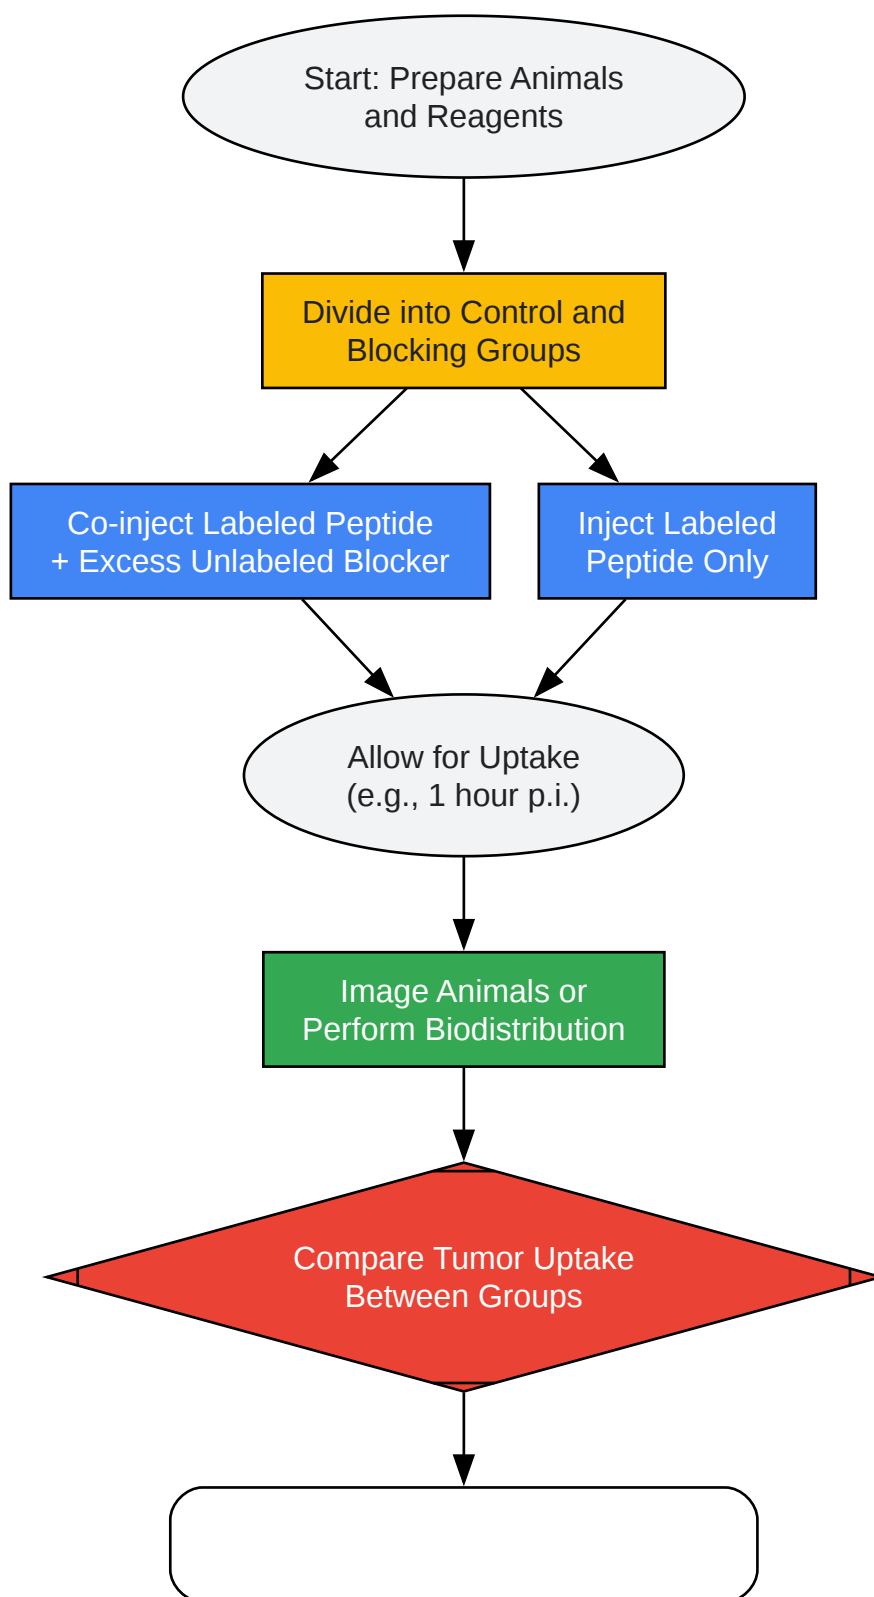 Start: Prepare Animals
and Reagents
Divide into Control and
Blocking Groups
Co-inject Labeled Peptide
+ Excess Unlabeled Blocker
Inject Labeled
Peptide Only
Allow for Uptake
(e.g., 1 hour p.i.)
Image Animals or
Perform Biodistribution
Compare Tumor Uptake
Between Groups